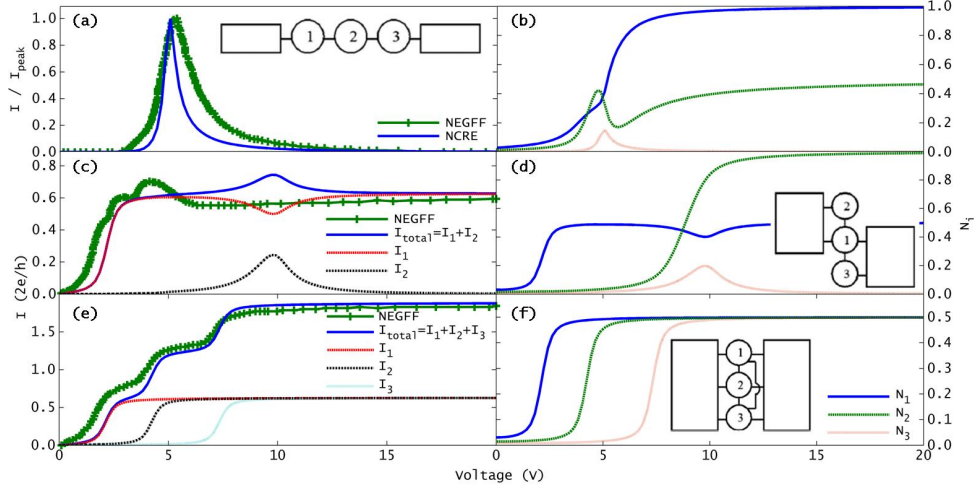 I / I_peak
(a)
1
2
3
NEGFF
NCRE
1.0
0.8
0.6
0.4
0.2
0.0
(b)
1.0
0.8
0.6
0.4
0.2
0.0
I (2e/h)
(c)
NEGFF
I_total=I_1+I_2
I_1
I_2
0.8
0.6
0.4
0.2
0.0
(d)
2
1
3
1.0
0.8
0.6
0.4
0.2
0.0
N_i
(e)
NEGFF
I_total=I_1+I_2+I_3
I_1
I_2
I_3
1.5
1.0
0.5
0.0
(f)
1
2
3
N_1
N_2
N_3
0.5
0.4
0.3
0.2
0.1
0.0
0
5
10
15
20
0
5
10
15
20
Voltage (V)